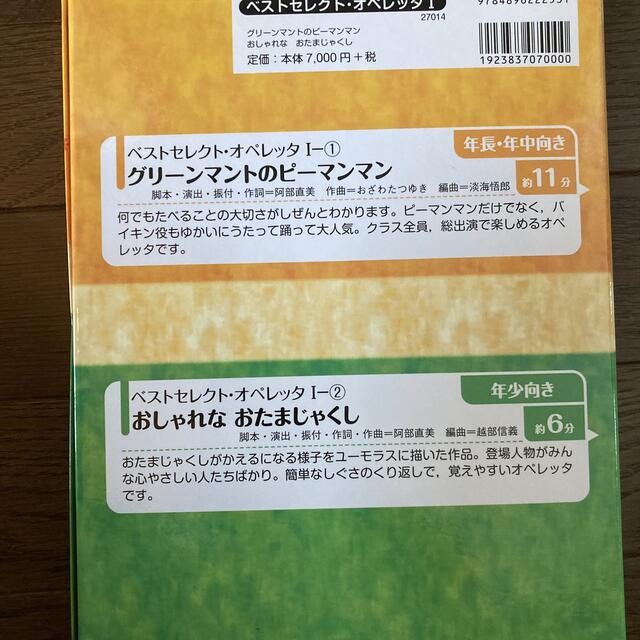 ベストセレクト・オペレッタ Ⅰ
27014
グリーンマントのピーマンマン
おしゃれな おたまじゃくし
定価：本体 7,000円＋税
1923837070000
年長・年中向き
約11分
ベストセレクト・オペレッタ Ⅰ−①
グリーンマントのピーマンマン
脚本・演出・振付・作詞＝阿部直美 作曲＝おざわたつゆき 編曲＝淡海悟郎
何でもたべることの大切さがしぜんとわかります。ピーマンマンだけでなく，バ
イキン役もゆかいにうたって踊って大人気。クラス全員，総出演で楽しめるオペ
レッタです。
年少向き
約6分
ベストセレクト・オペレッタ Ⅰ−②
おしゃれな おたまじゃくし
脚本・演出・振付・作詞・作曲＝阿部直美 編曲＝越部信義
おたまじゃくしがかえるになる様子をユーモラスに描いた作品。登場人物がみん
な心やさしい人たちばかり。簡単なしぐさのくり返しで，覚えやすいオペレッタ
です。